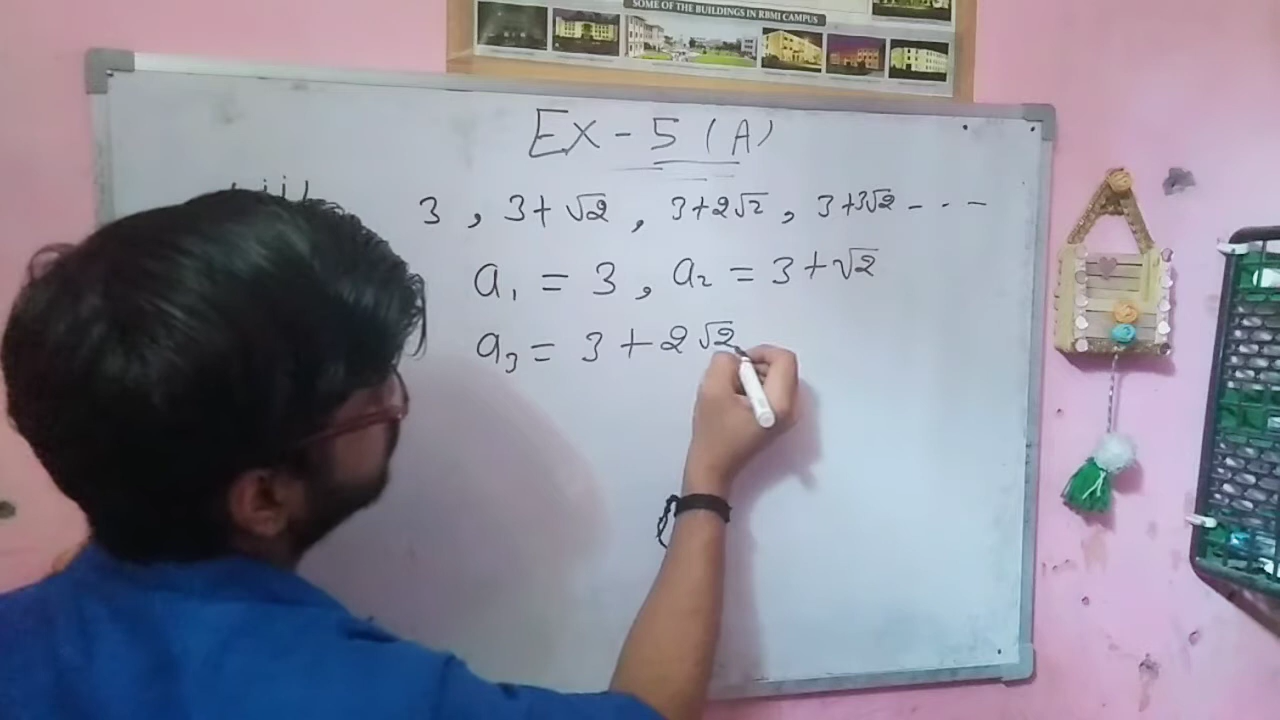 SOME OF THE BUILDINGS IN RBMI CAMPUS
EX - 5 (A)
3 , 3+√2 , 3+2√2 , 3+3√2 - - -
a₁ = 3 , a₂ = 3+√2
a₃ = 3 + 2√2